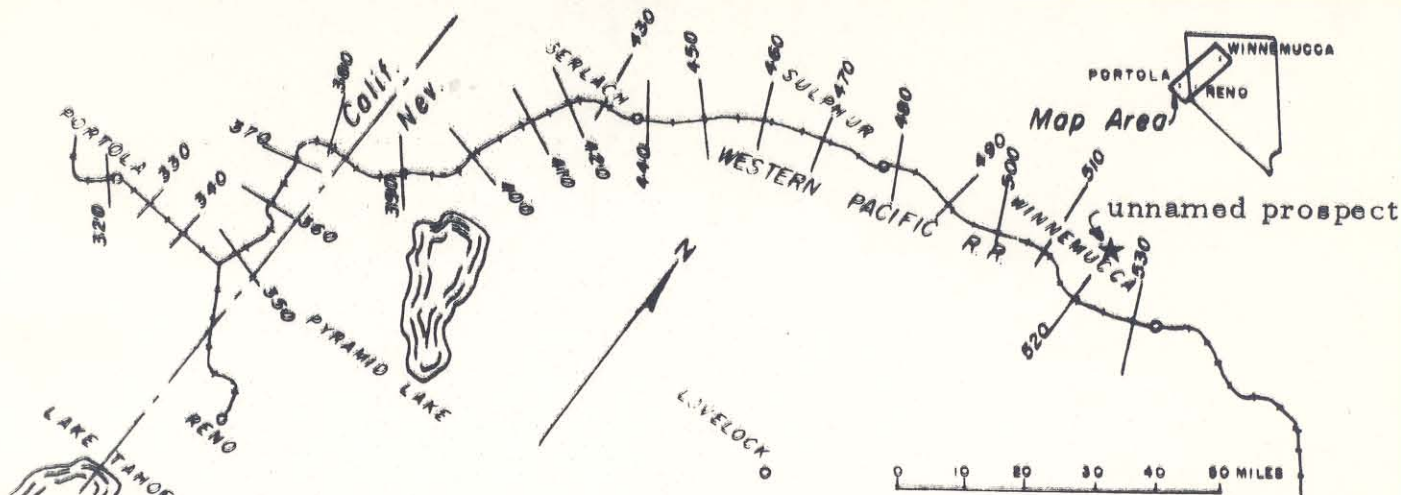 PORTOLA
320
330
340
350
360
370
380
Calif.
Nev.
390
400
410
420
SERLACH
430
440
450
460
SULPHUR
470
480
WESTERN PACIFIC R.R.
490
500
WINNEMUCCA
510
520
530
unnamed prospect
PORTOLA
WINNEMUCCA
RENO
Map Area
PYRAMID LAKE
RENO
LAKE TAHOE
N
LOVELOCK
0 10 20 30 40 50 MILES